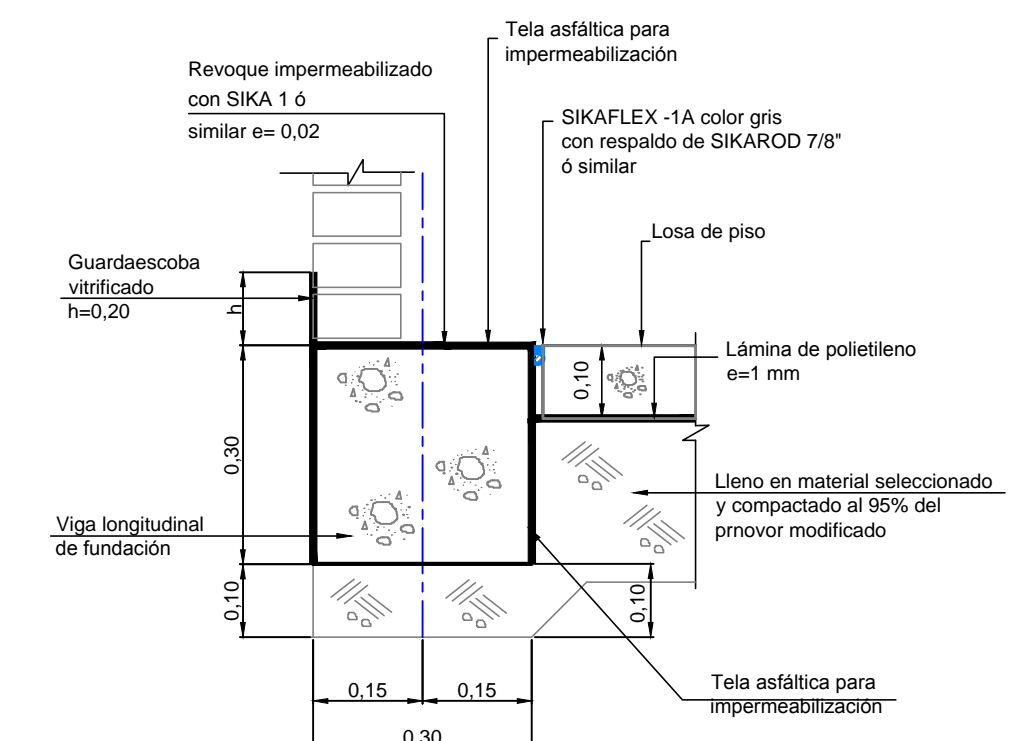 Tela asfáltica para
impermeabilización
Revoque impermeabilizado
con SIKA 1 ó
similar e= 0,02
SIKAFLEX -1A color gris
con respaldo de SIKAROD 7/8"
ó similar
Losa de piso
Guardaescoba
vitrificado
h=0,20
h
Lámina de polietileno
e=1 mm
0,10
0,30
Lleno en material seleccionado
y compactado al 95% del
prnovor modificado
Viga longitudinal
de fundación
0,10
0,10
Tela asfáltica para
impermeabilización
0,15
0,15
0,30